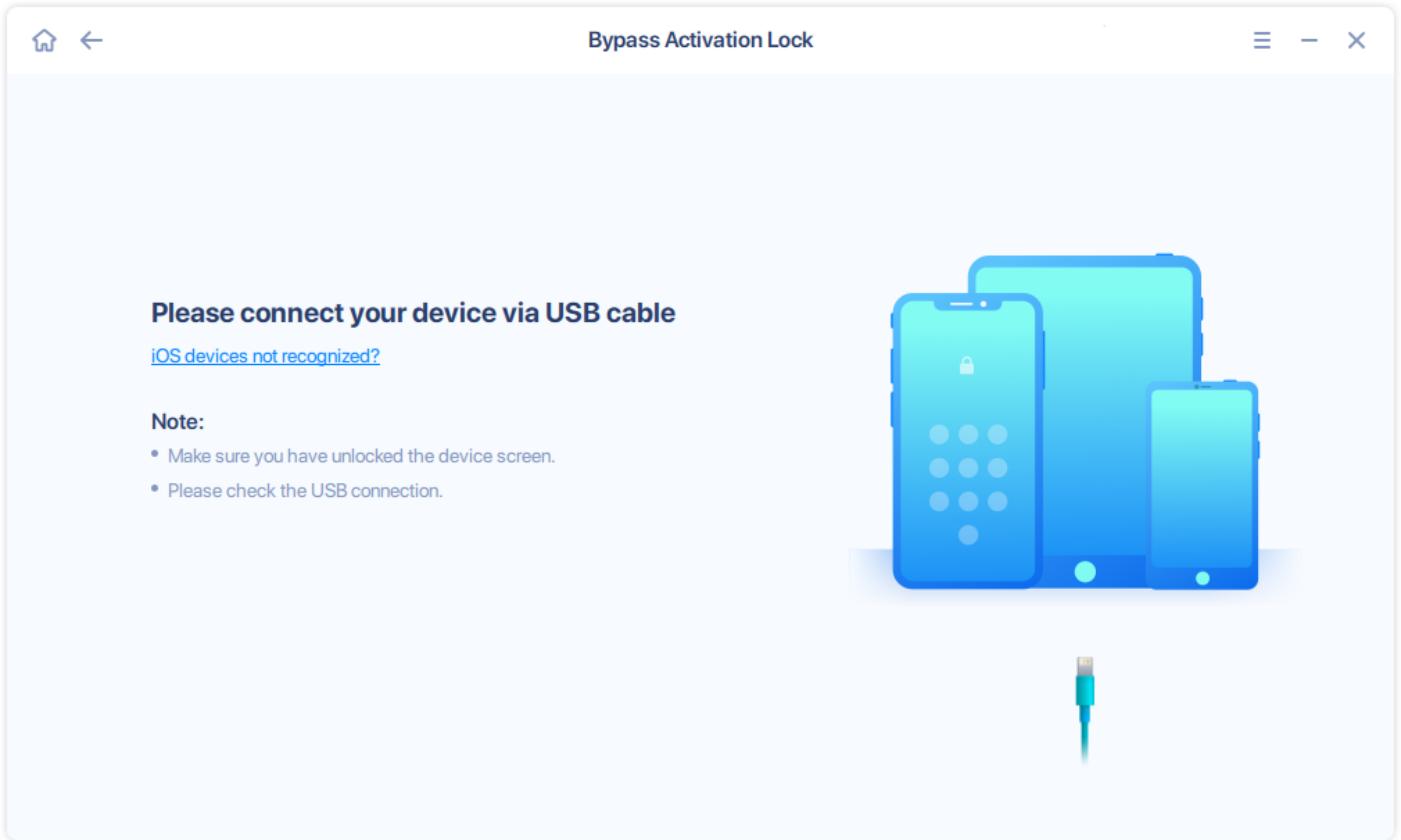 Bypass Activation Lock
Please connect your device via USB cable
iOS devices not recognized?
Note:
• Make sure you have unlocked the device screen.
• Please check the USB connection.